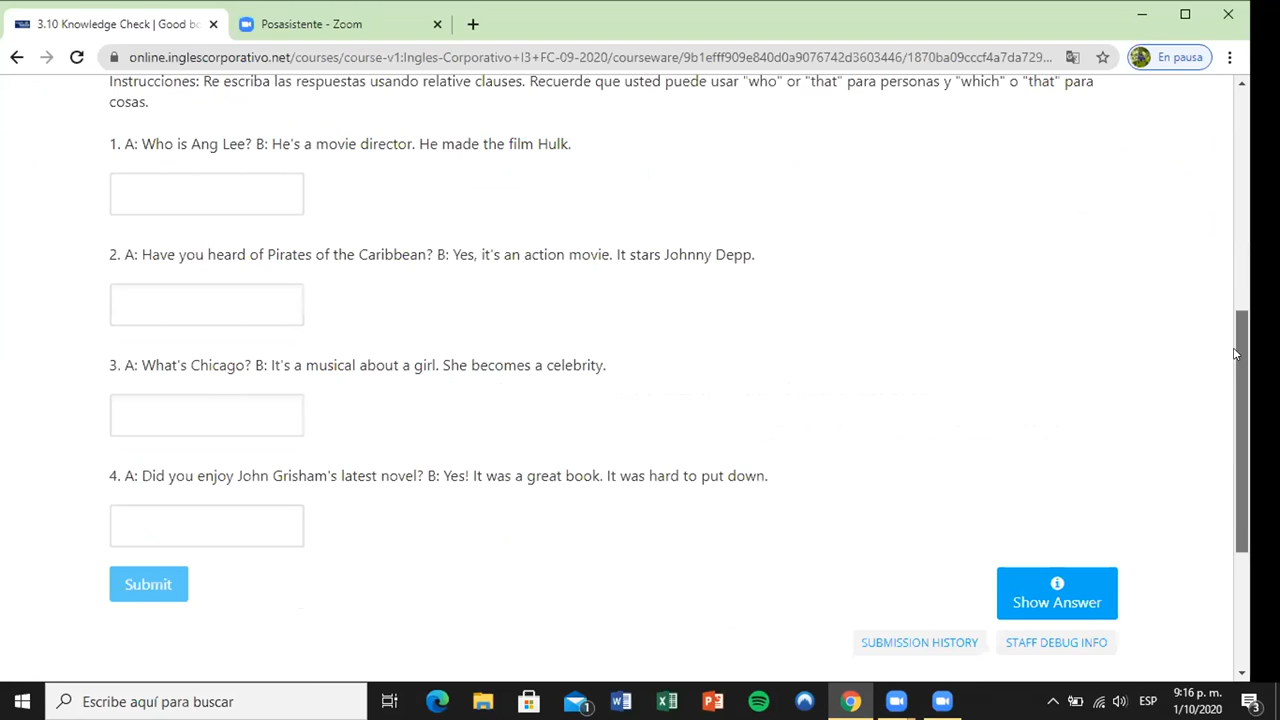 3.10 Knowledge Check | Good bo
Posasistente - Zoom
online.inglescorporativo.net/courses/course-v1:Ingles_Corporativo+I3+FC-09-2020/courseware/9b1efff909e840d0a9076742d360b446/1870ba09cccf4a7da729...
En pausa
Instrucciones: Re escriba las respuestas usando relative clauses. Recuerde que usted puede usar "who" or "that" para personas y "which" o "that" para
cosas.
1. A: Who is Ang Lee? B: He's a movie director. He made the film Hulk.
2. A: Have you heard of Pirates of the Caribbean? B: Yes, it's an action movie. It stars Johnny Depp.
3. A: What's Chicago? B: It's a musical about a girl. She becomes a celebrity.
4. A: Did you enjoy John Grisham's latest novel? B: Yes! It was a great book. It was hard to put down.
Submit
Show Answer
SUBMISSION HISTORY
STAFF DEBUG INFO
Escribe aquí para buscar
1
ESP
9:16 p. m.
1/10/2020
3